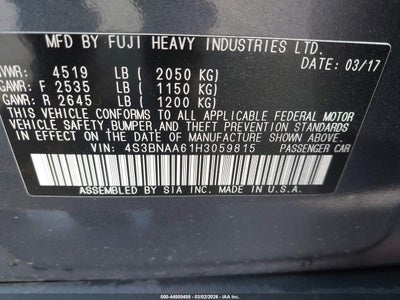 MFD BY FUJI HEAVY INDUSTRIES LTD.
DATE: 03/17
VWR: 4519 LB ( 2050 KG)
GAWR: F 2535 LB ( 1150 KG)
GAWR: R 2645 LB ( 1200 KG)
THIS VEHICLE CONFORMS TO ALL APPLICABLE FEDERAL MOTOR
VEHICLE SAFETY,BUMPER,AND THEFT PREVENTION STANDARDS
IN EFFECT ON THE DATE OF MANUFACTURE SHOWN ABOVE.
VIN: 4S3BNAA61H3059815 PASSENGER CAR
ASSEMBLED BY SIA INC. MADE IN U.S.A.
000-44600488 - 03/02/2026 - IAA Inc. (C)